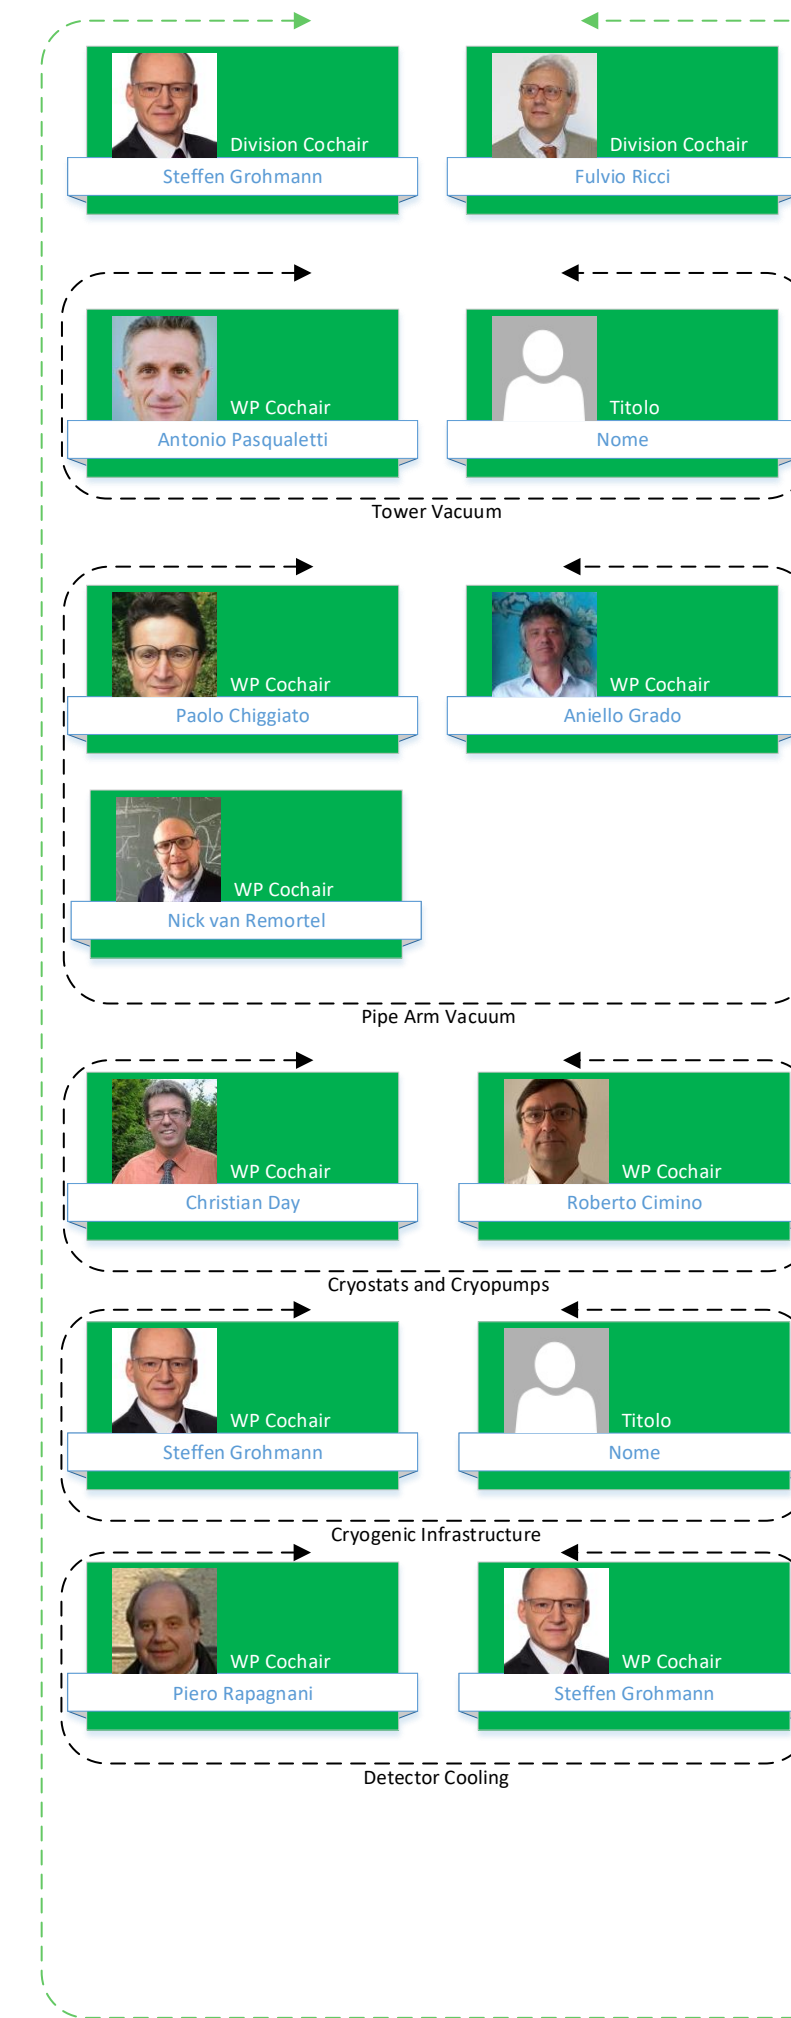 Division Cochair
Steffen Grohmann
Division Cochair
Fulvio Ricci
WP Cochair
Antonio Pasqualetti
Titolo
Nome
Tower Vacuum
WP Cochair
Paolo Chiggiato
WP Cochair
Aniello Grado
WP Cochair
Nick van Remortel
Pipe Arm Vacuum
WP Cochair
Christian Day
WP Cochair
Roberto Cimino
Cryostats and Cryopumps
WP Cochair
Steffen Grohmann
Titolo
Nome
Cryogenic Infrastructure
WP Cochair
Piero Rapagnani
WP Cochair
Steffen Grohmann
Detector Cooling